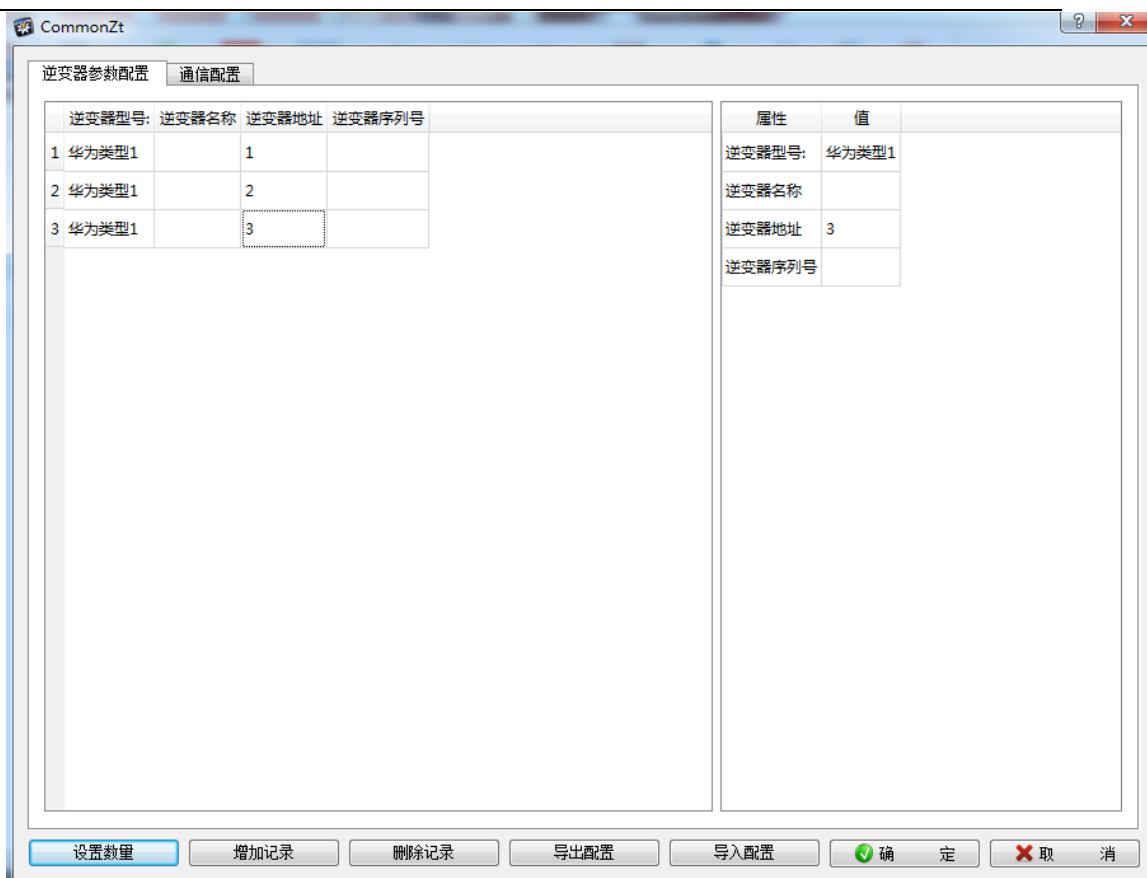 CommonZt
逆变器参数配置 通信配置
逆变器型号: 逆变器名称 逆变器地址 逆变器序列号
1 华为类型1 1
2 华为类型1 2
3 华为类型1 3
属性 值
逆变器型号: 华为类型1
逆变器名称
逆变器地址 3
逆变器序列号
设置数量 增加记录 删除记录 导出配置 导入配置 确 定 取 消